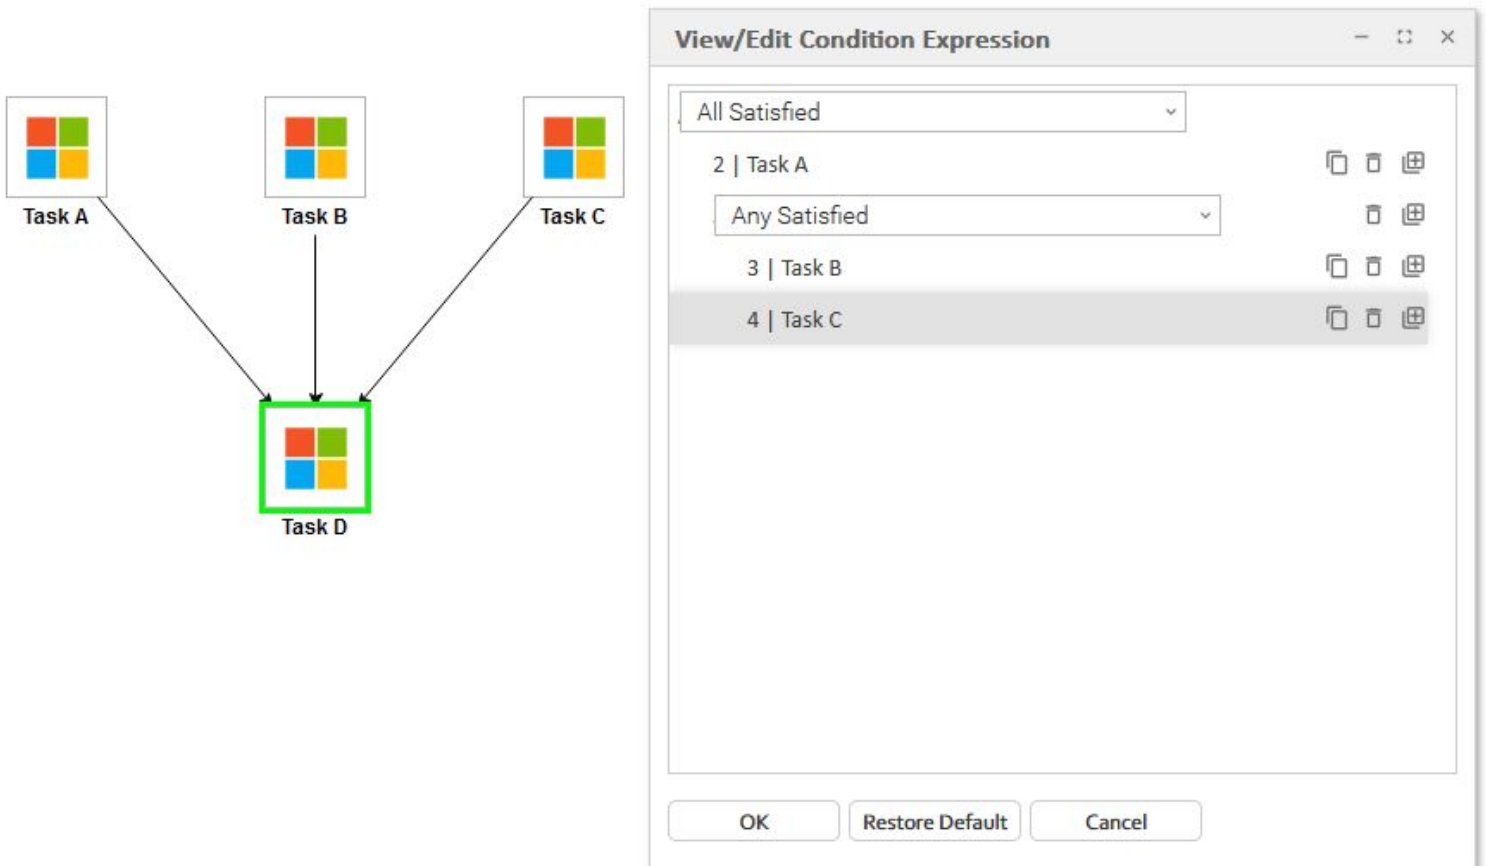 View/Edit Condition Expression
All Satisfied
2 | Task A
Any Satisfied
3 | Task B
4 | Task C
OK Restore Default Cancel
Task A Task B Task C
Task D